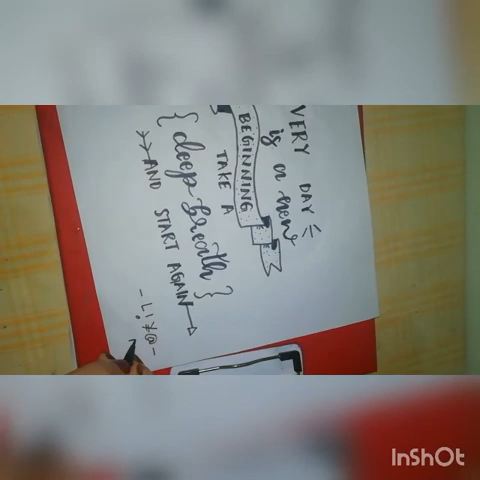 VERY DAY
is a new
BEGINNING
TAKE A
{ deep breath }
>> AND START AGAIN
InShOt